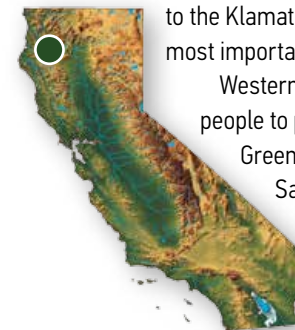 to the Klamat
most importa
Western
people to p
Green
Sa